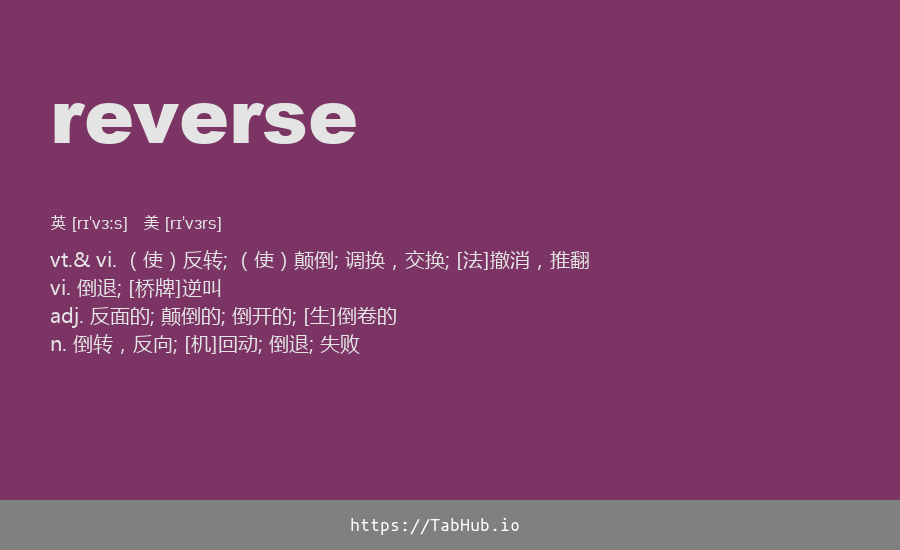 reverse
英 [rɪˈvɜːs] 美 [rɪˈvɜrs]
vt.& vi. （使）反转; （使）颠倒; 调换，交换; [法]撤消，推翻
vi. 倒退; [桥牌]逆叫
adj. 反面的; 颠倒的; 倒开的; [生]倒卷的
n. 倒转，反向; [机]回动; 倒退; 失败
https://TabHub.io